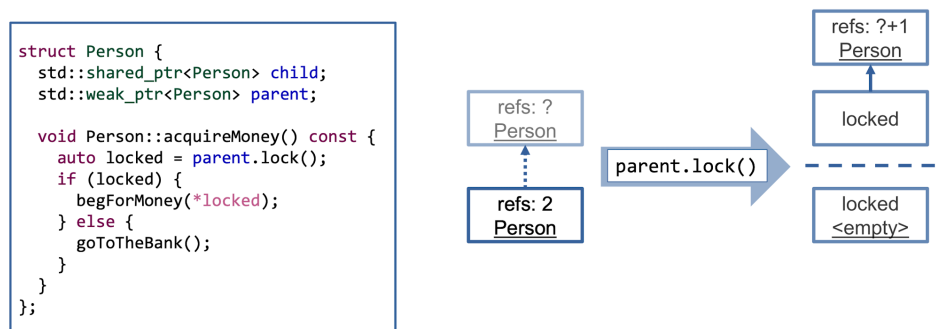 struct Person {
  std::shared_ptr<Person> child;
  std::weak_ptr<Person> parent;

  void Person::acquireMoney() const {
    auto locked = parent.lock();
    if (locked) {
      begForMoney(*locked);
    } else {
      goToTheBank();
    }
  }
};
refs: ?
Person
refs: 2
Person
parent.lock()
refs: ?+1
Person
locked
locked
<empty>